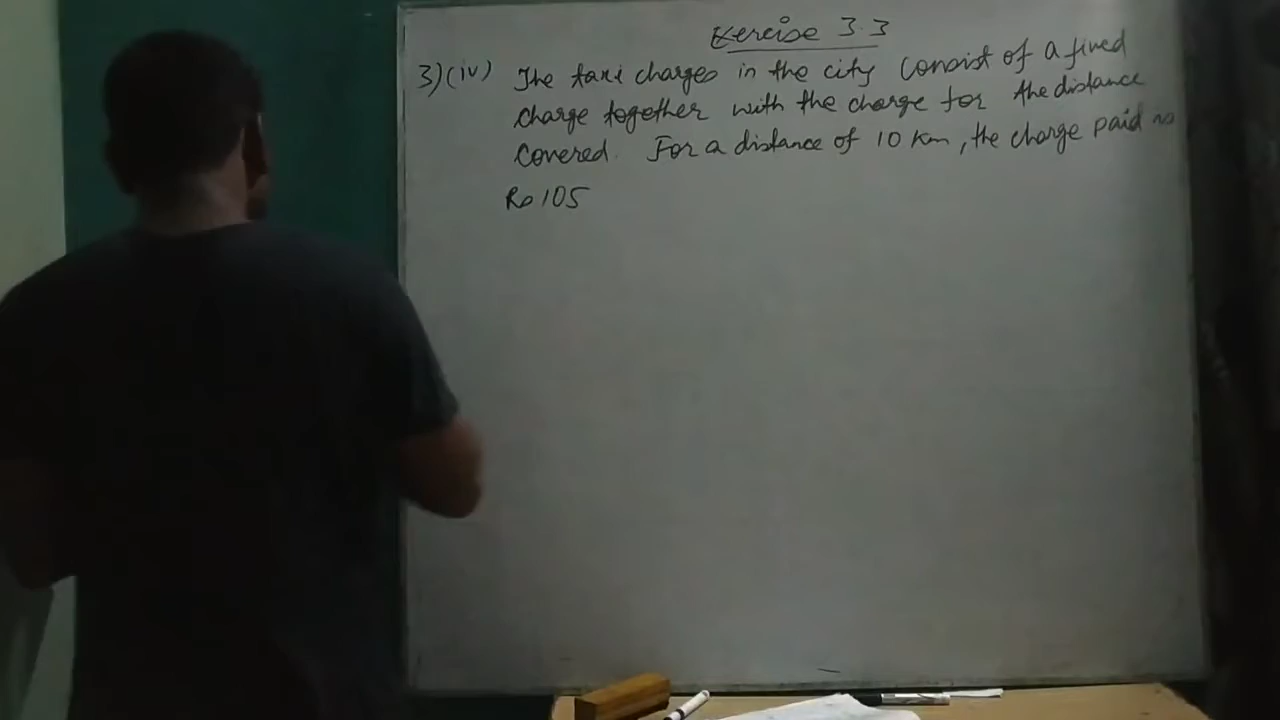 Exercise 3.3
3)(iv) The taxi charges in the city consist of a fixed
charge together with the charge for the distance
covered. For a distance of 10 km, the charge paid is
Rs 105